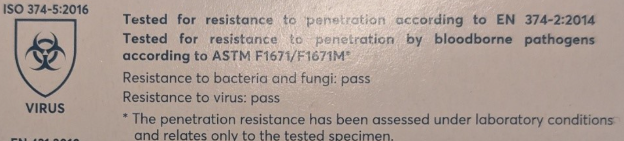 ISO 374-5:2016
VIRUS
Tested for resistance to penetration according to EN 374-2:2014
Tested for resistance to penetration by bloodborne pathogens
according to ASTM F1671/F1671M*
Resistance to bacteria and fungi: pass
Resistance to virus: pass
* The penetration resistance has been assessed under laboratory conditions
and relates only to the tested specimen.